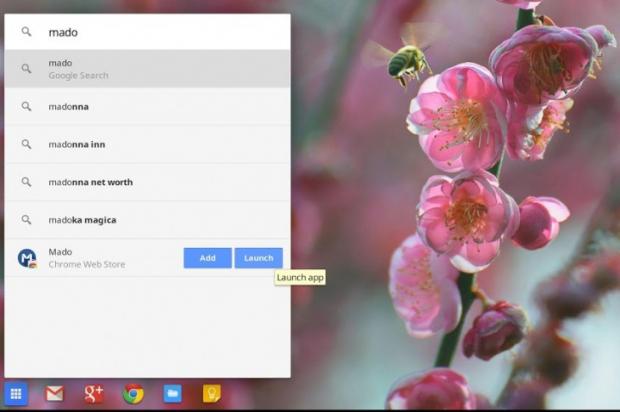 mado
mado
Google Search
madonna
madonna inn
madonna net worth
madoka magica
Mado
Chrome Web Store
Add
Launch
Launch app